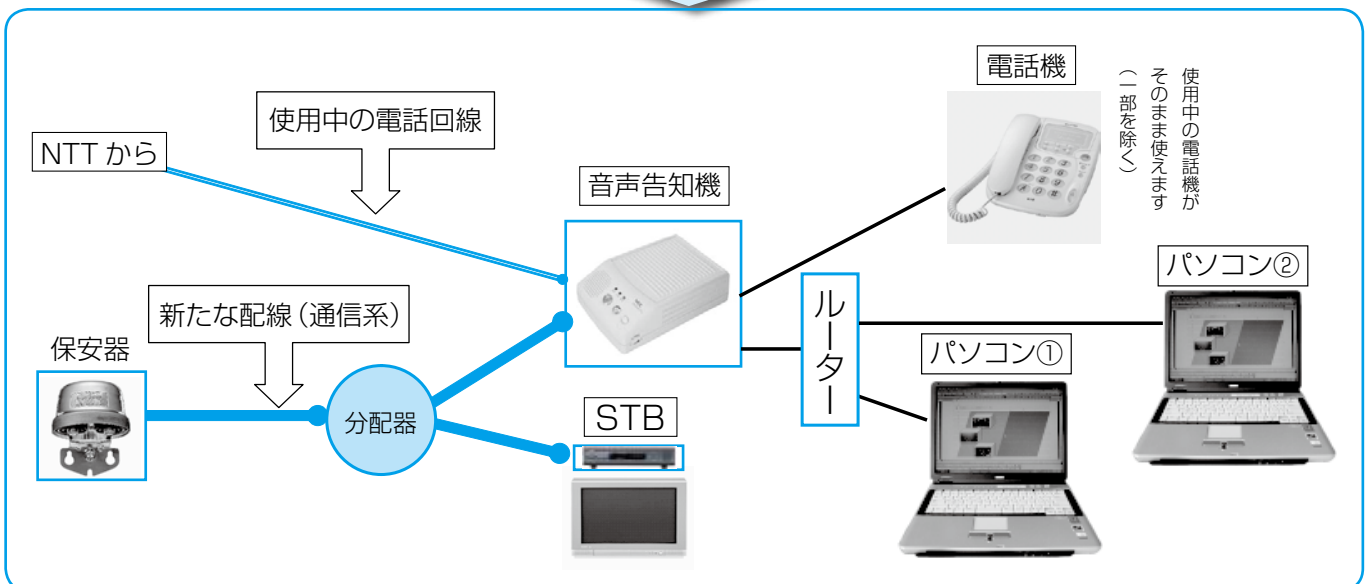 電話機
使用中の電話機が
そのまま使えます
（一部を除く）
使用中の電話回線
NTT から
音声告知機
パソコン②
新たな配線（通信系）
ルーター
パソコン①
保安器
分配器
STB